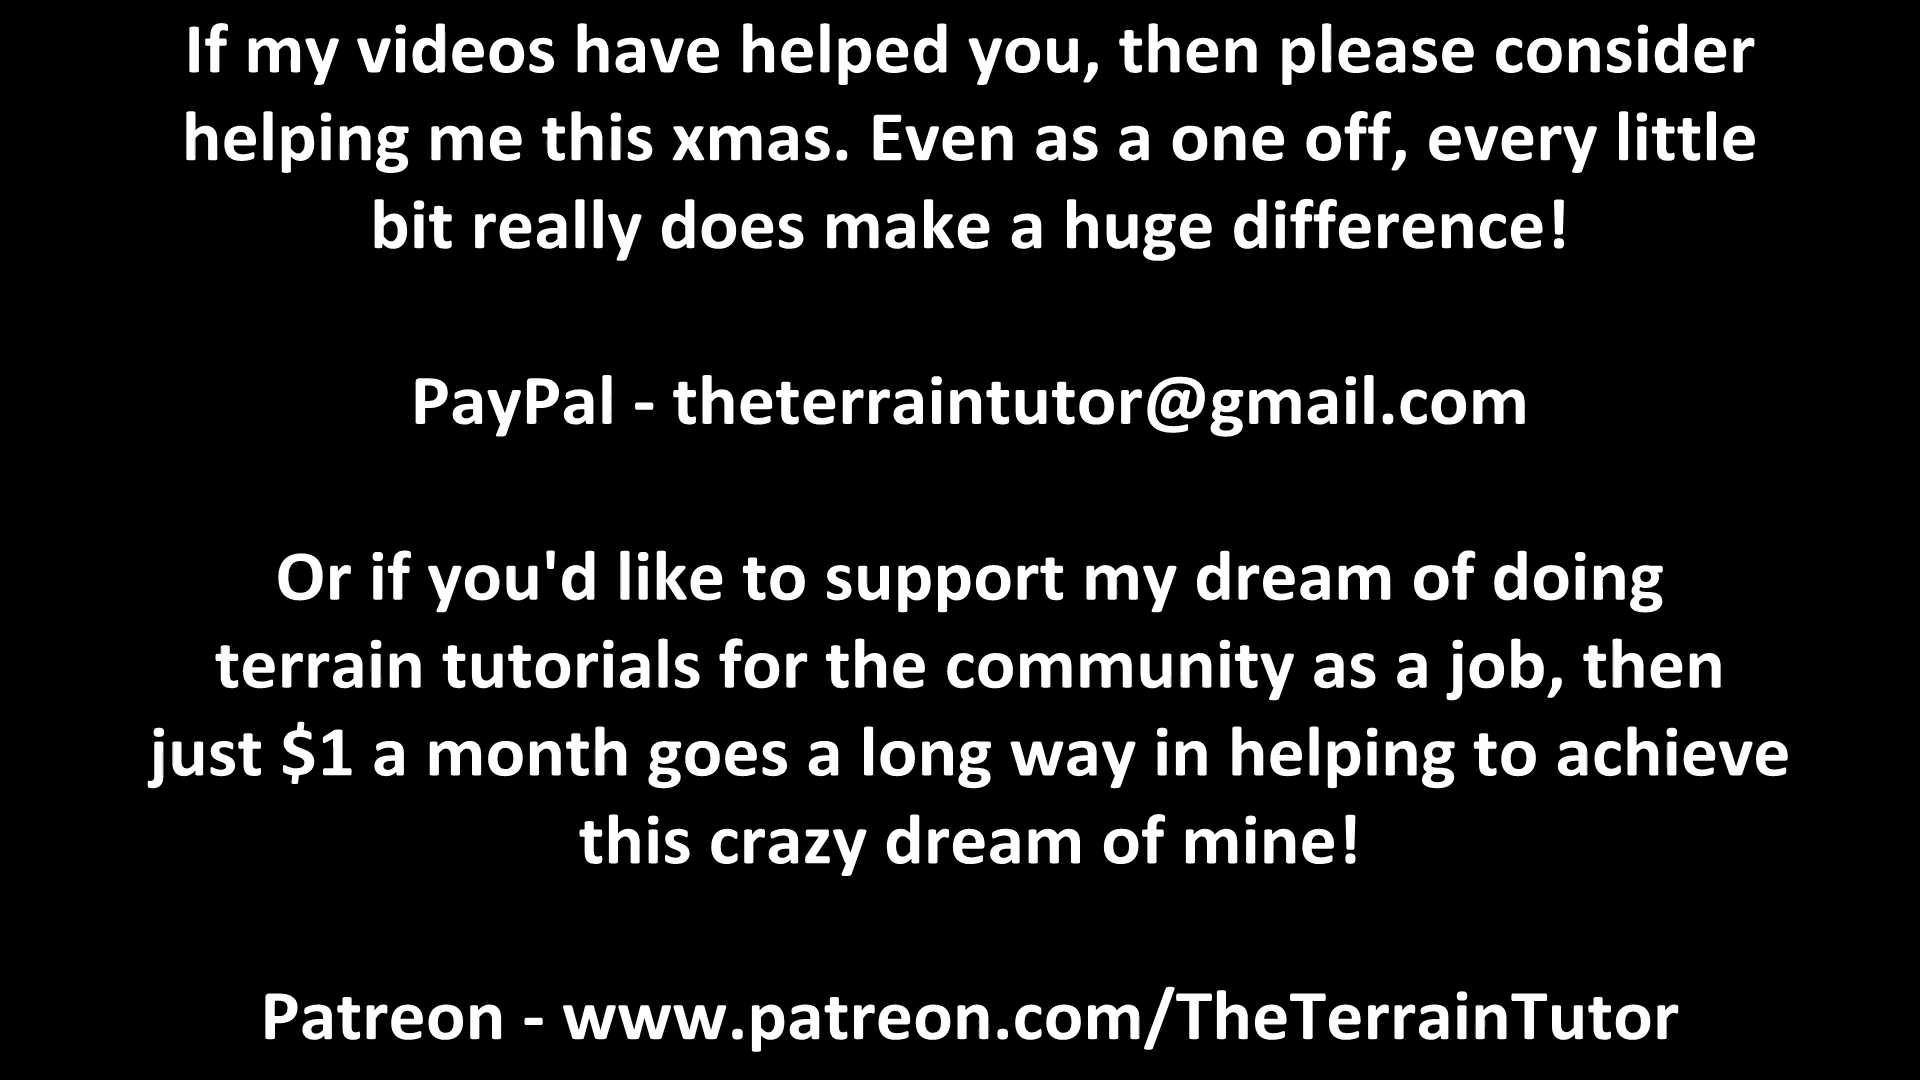 If my videos have helped you, then please consider
helping me this xmas. Even as a one off, every little
bit really does make a huge difference!
PayPal - theterraintutor@gmail.com
Or if you'd like to support my dream of doing
terrain tutorials for the community as a job, then
just $1 a month goes a long way in helping to achieve
this crazy dream of mine!
Patreon - www.patreon.com/TheTerrainTutor